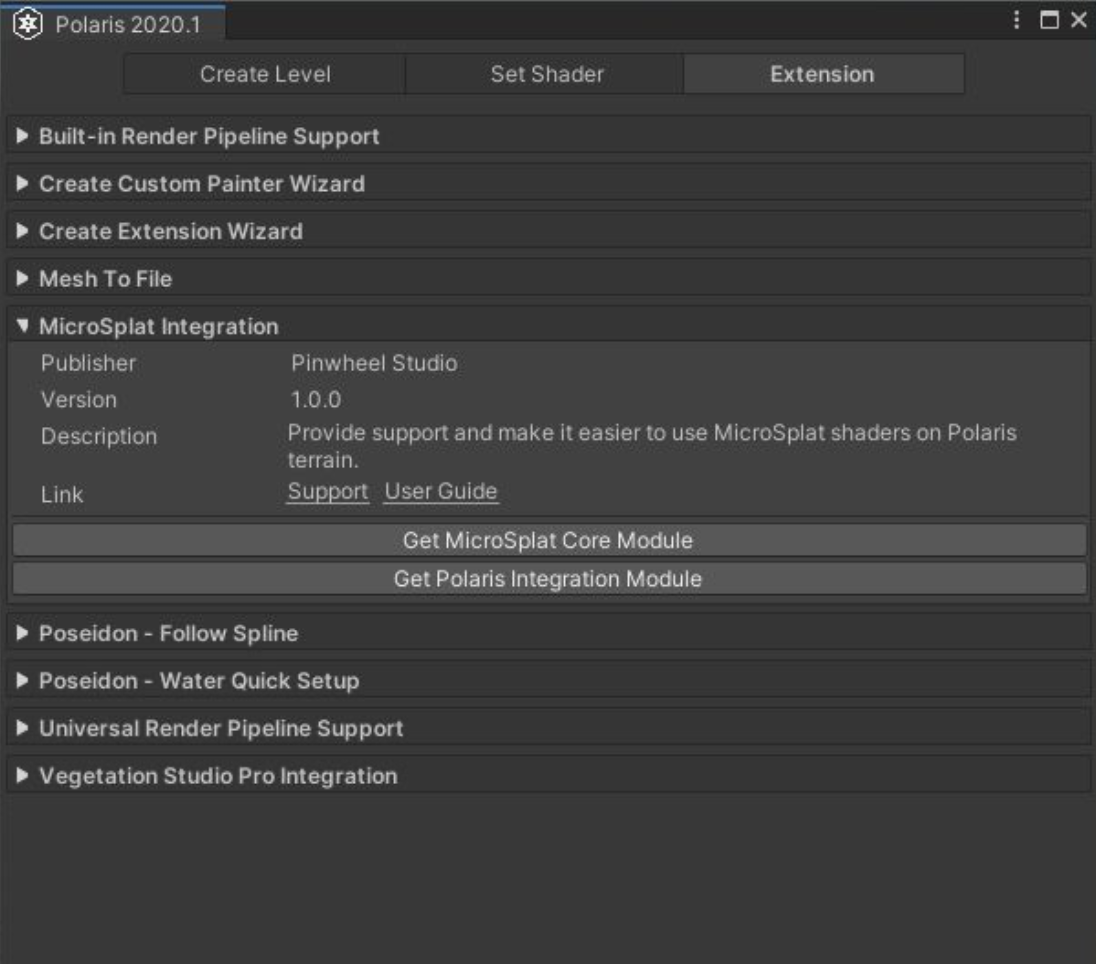 Polaris 2020.1
Create Level Set Shader Extension
Built-in Render Pipeline Support
Create Custom Painter Wizard
Create Extension Wizard
Mesh To File
MicroSplat Integration
Publisher Pinwheel Studio
Version 1.0.0
Description Provide support and make it easier to use MicroSplat shaders on Polaris
terrain.
Link Support User Guide
Get MicroSplat Core Module
Get Polaris Integration Module
Poseidon - Follow Spline
Poseidon - Water Quick Setup
Universal Render Pipeline Support
Vegetation Studio Pro Integration